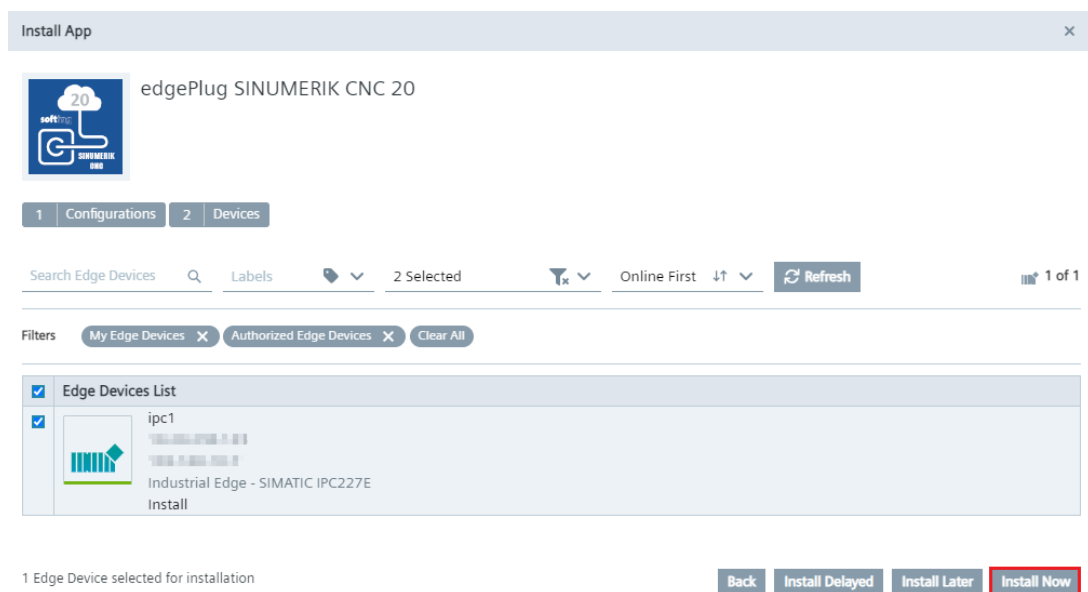 Install App
20
softing
SINUMERIK
CNC
edgePlug SINUMERIK CNC 20
1 Configurations 2 Devices
Search Edge Devices Labels 2 Selected Online First Refresh 1 of 1
Filters My Edge Devices Authorized Edge Devices Clear All
Edge Devices List
ipc1
Industrial Edge - SIMATIC IPC227E
Install
1 Edge Device selected for installation Back Install Delayed Install Later Install Now